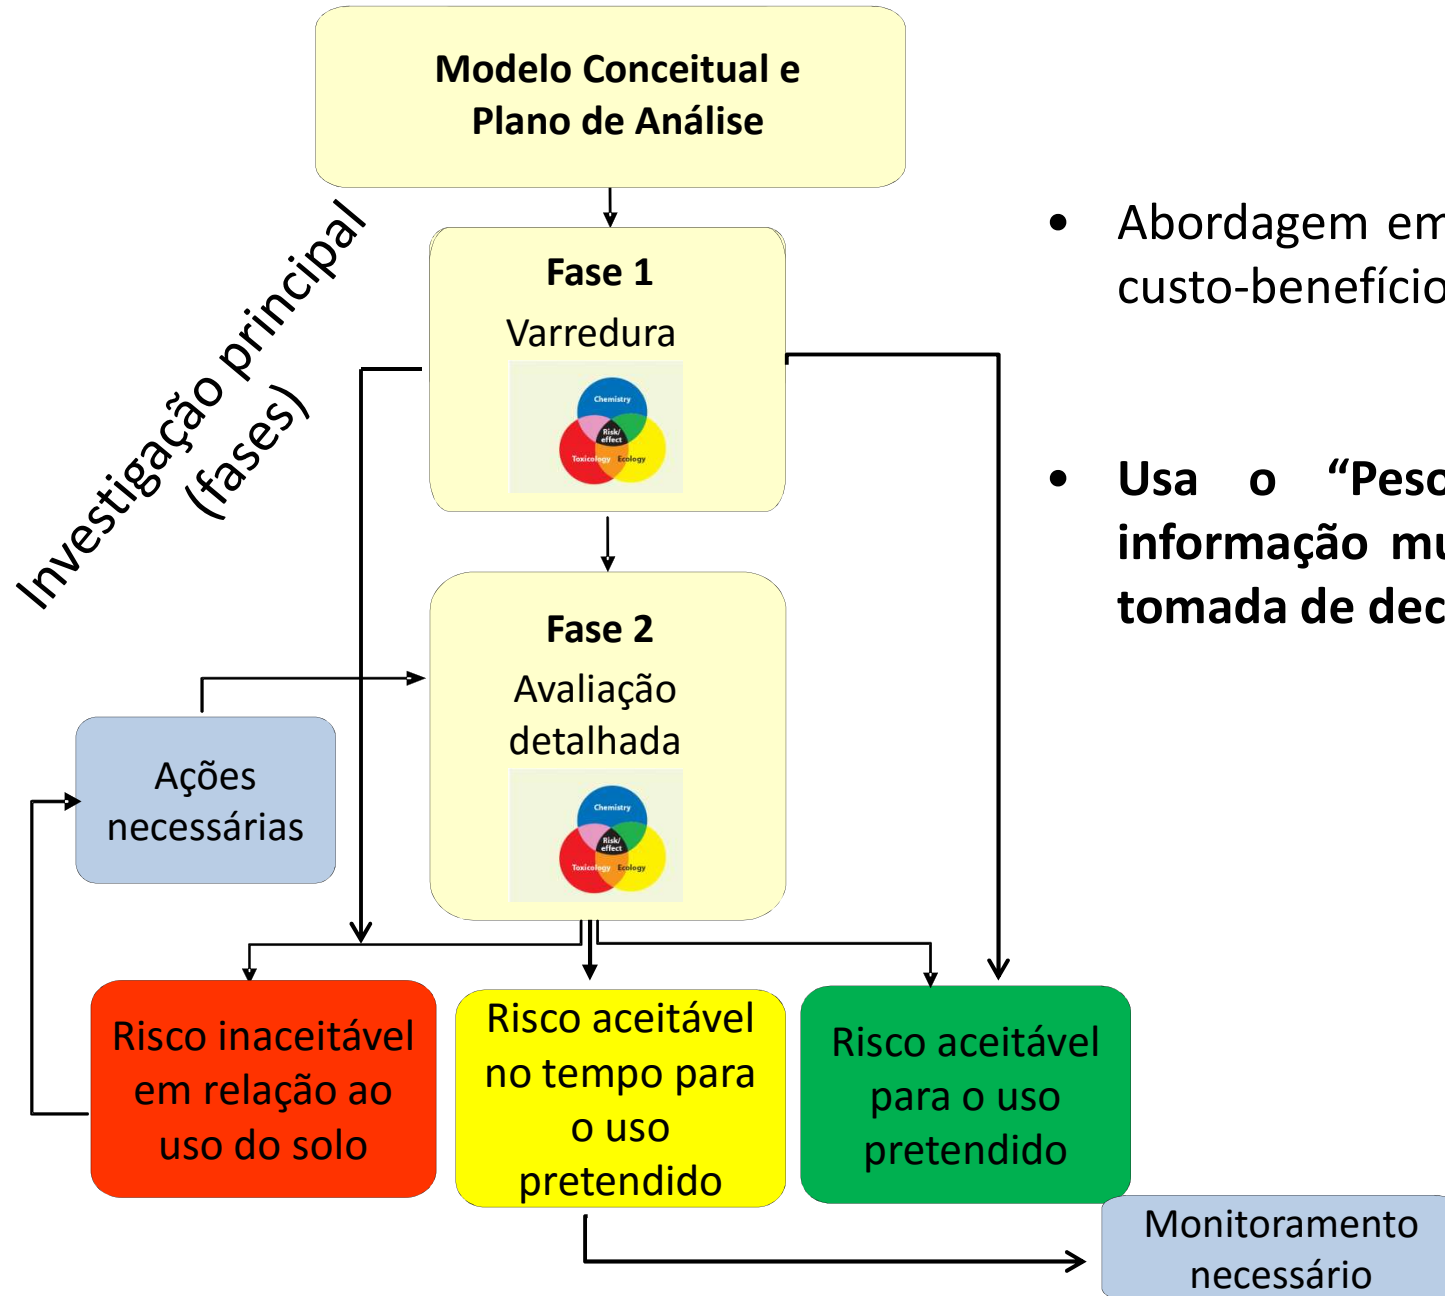 Modelo Conceitual e
Plano de Análise
Investigação principal
(fases)
Fase 1
Varredura
Chemistry
Risk/
effect
Toxicology Ecology
• Abordagem em
custo-benefício
• Usa o “Peso
informação mu
tomada de dec
Fase 2
Avaliação
detalhada
Chemistry
Risk/
effect
Toxicology Ecology
Ações
necessárias
Risco inaceitável
em relação ao
uso do solo
Risco aceitável
no tempo para
o uso
pretendido
Risco aceitável
para o uso
pretendido
Monitoramento
necessário